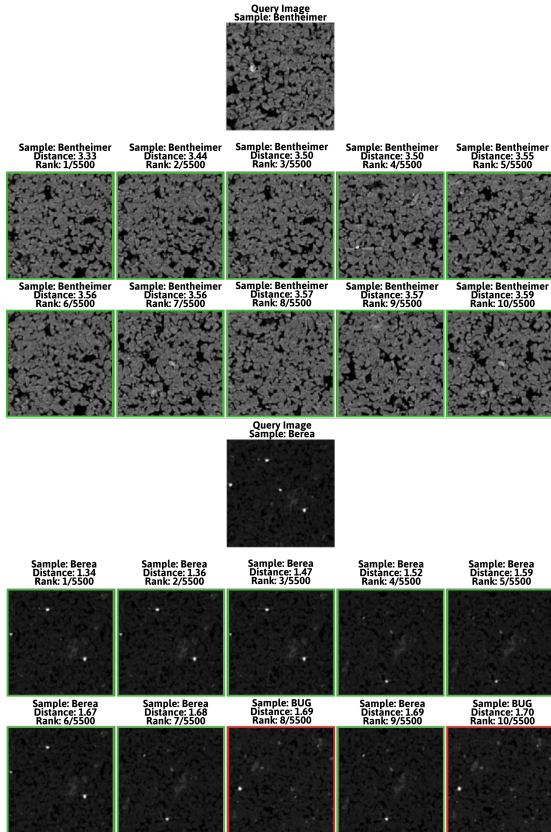 Query Image
Sample: Bentheimer
Sample: Bentheimer Sample: Bentheimer Sample: Bentheimer Sample: Bentheimer Sample: Bentheimer
Distance: 3.33 Distance: 3.44 Distance: 3.50 Distance: 3.50 Distance: 3.55
Rank: 1/5500 Rank: 2/5500 Rank: 3/5500 Rank: 4/5500 Rank: 5/5500
Sample: Bentheimer Sample: Bentheimer Sample: Bentheimer Sample: Bentheimer Sample: Bentheimer
Distance: 3.56 Distance: 3.56 Distance: 3.57 Distance: 3.57 Distance: 3.59
Rank: 6/5500 Rank: 7/5500 Rank: 8/5500 Rank: 9/5500 Rank: 10/5500
Query Image
Sample: Berea
Sample: Berea Sample: Berea Sample: Berea Sample: Berea Sample: Berea
Distance: 1.34 Distance: 1.36 Distance: 1.47 Distance: 1.52 Distance: 1.59
Rank: 1/5500 Rank: 2/5500 Rank: 3/5500 Rank: 4/5500 Rank: 5/5500
Sample: Berea Sample: Berea Sample: BUG Sample: Berea Sample: BUG
Distance: 1.67 Distance: 1.68 Distance: 1.69 Distance: 1.69 Distance: 1.70
Rank: 6/5500 Rank: 7/5500 Rank: 8/5500 Rank: 9/5500 Rank: 10/5500